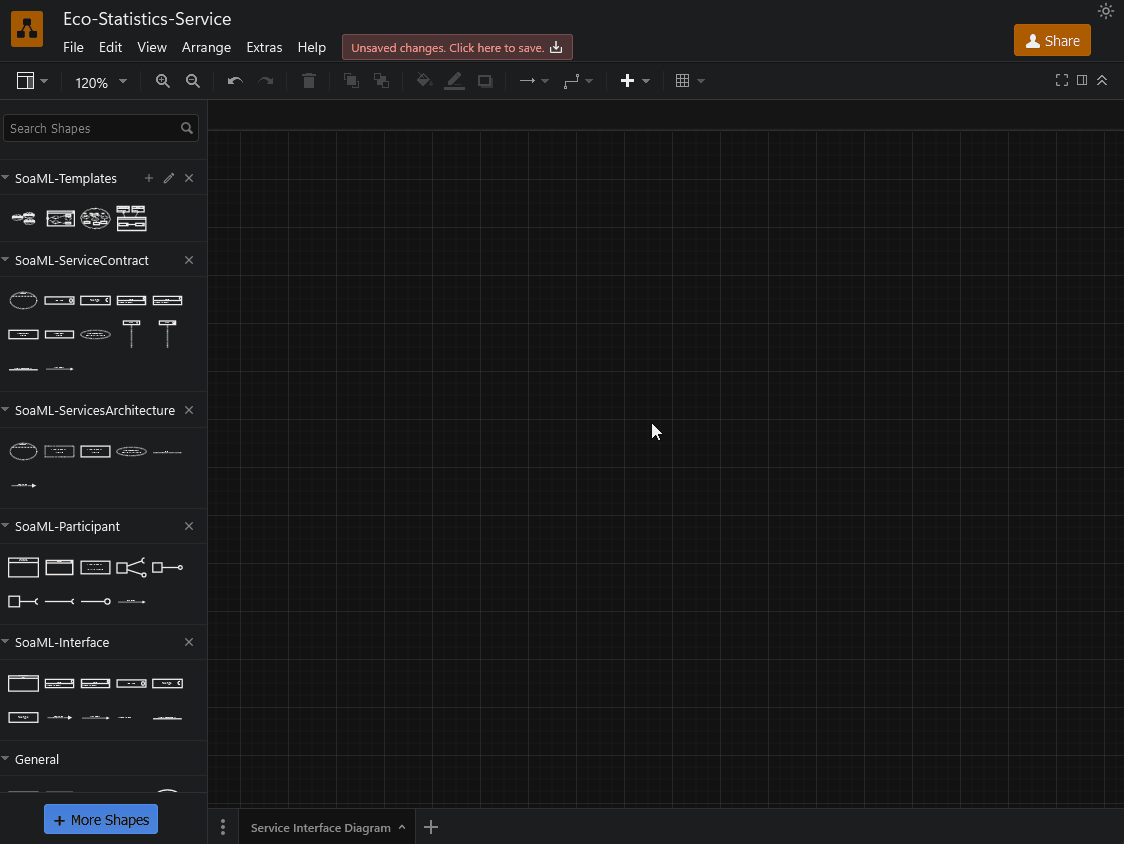 Eco-Statistics-Service
File Edit View Arrange Extras Help
Unsaved changes. Click here to save.
Share
120%
Search Shapes
SoaML-Templates
SoaML-ServiceContract
SoaML-ServicesArchitecture
SoaML-Participant
SoaML-Interface
General
More Shapes
Service Interface Diagram